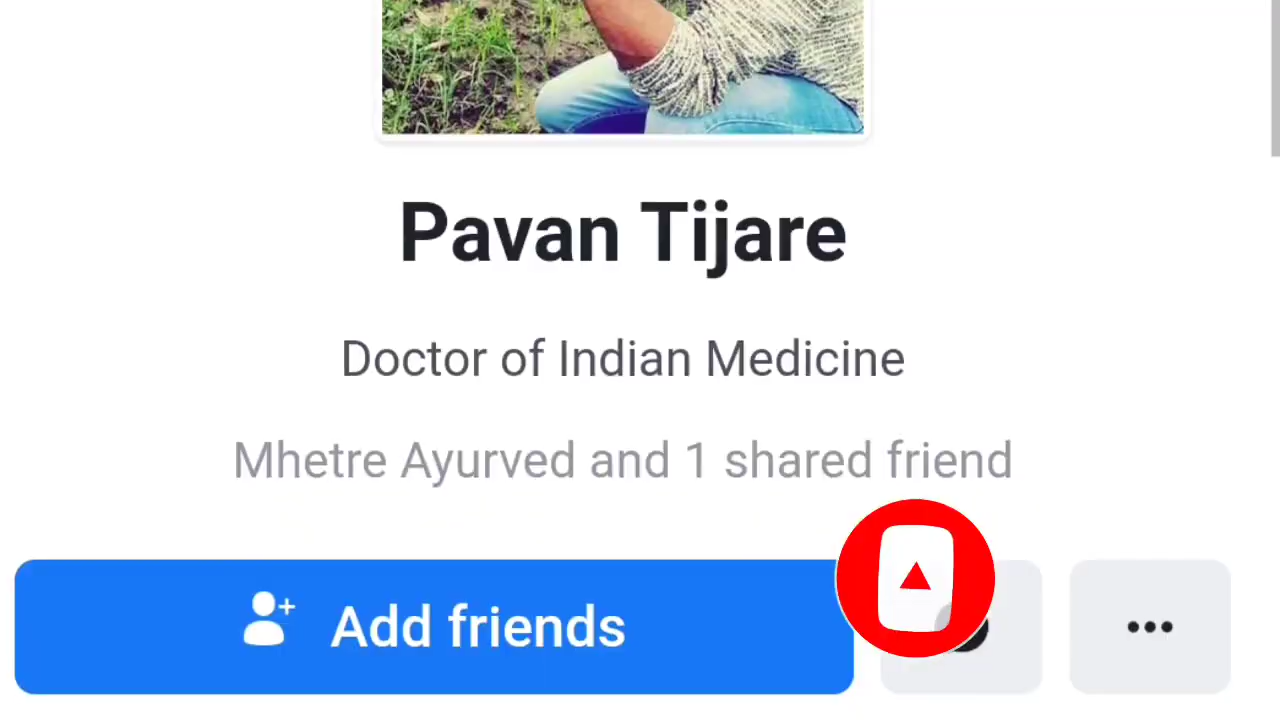 Pavan Tijare
Doctor of Indian Medicine
Mhetre Ayurved and 1 shared friend
Add friends